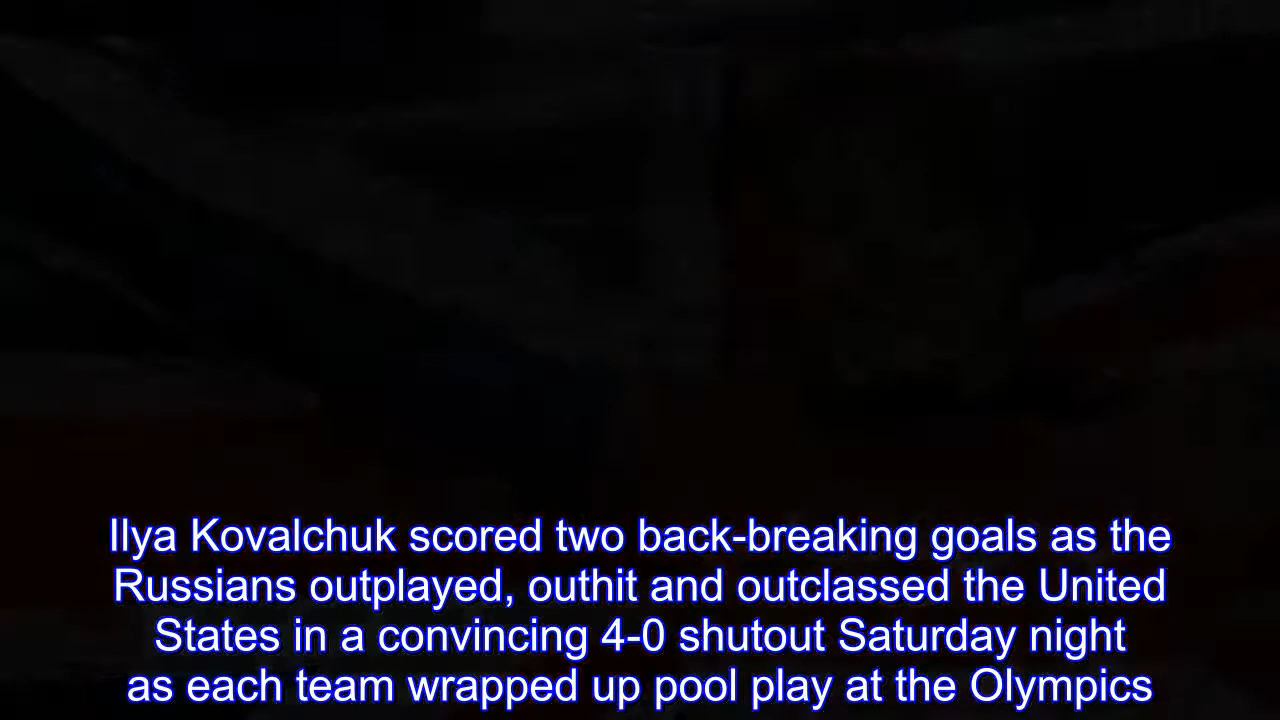 Ilya Kovalchuk scored two back-breaking goals as the
Russians outplayed, outhit and outclassed the United
States in a convincing 4-0 shutout Saturday night
as each team wrapped up pool play at the Olympics